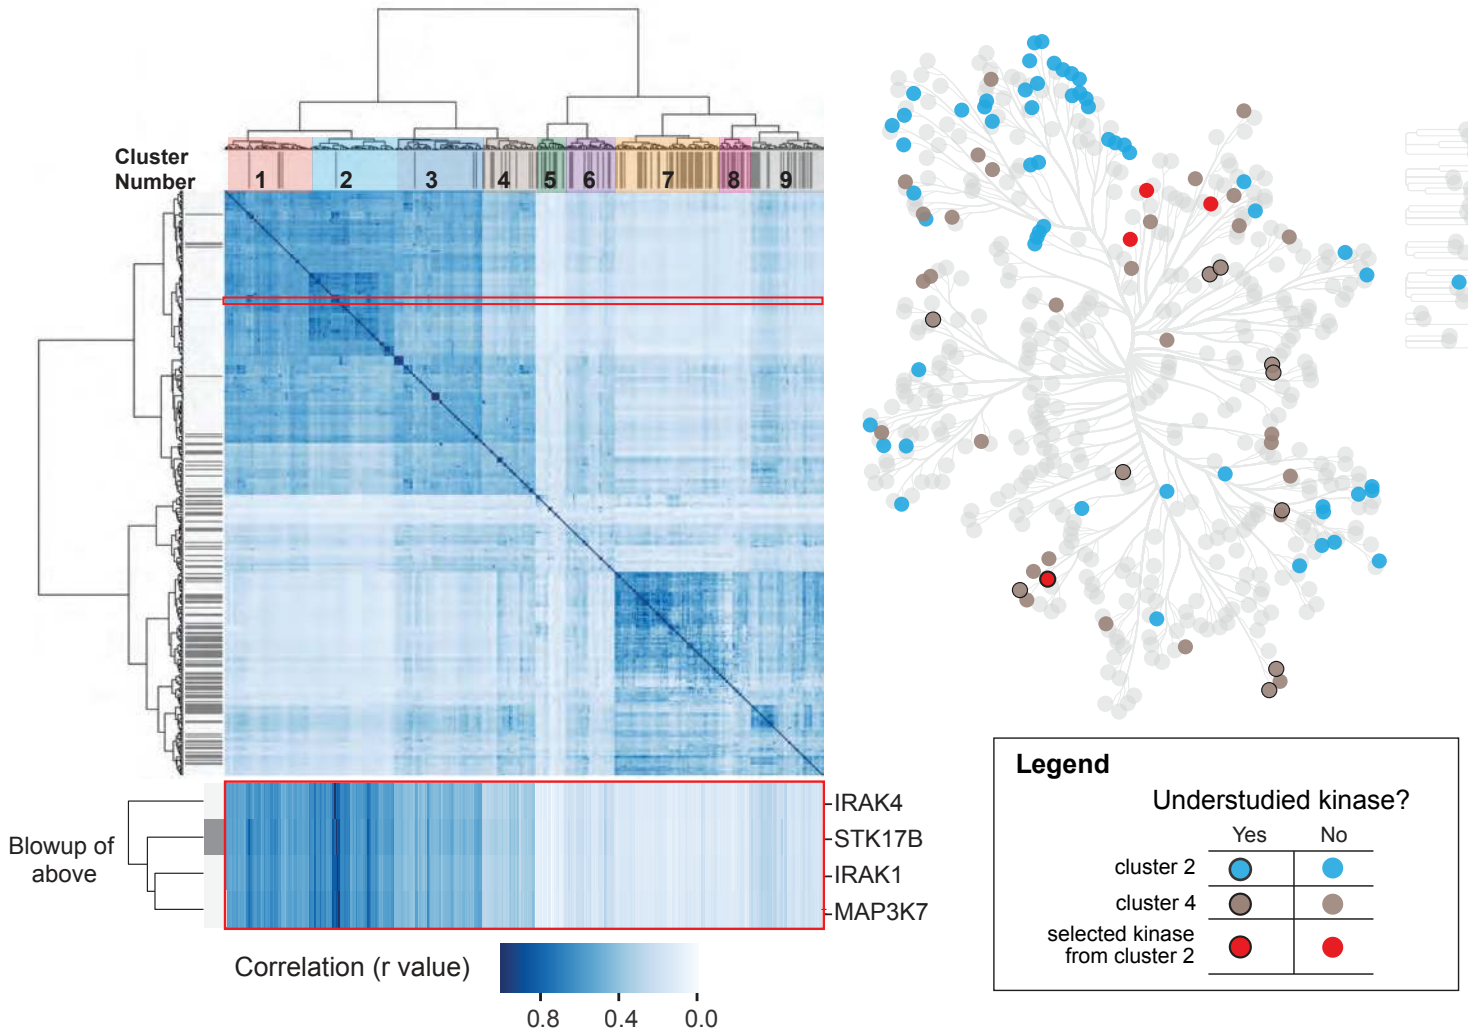 Cluster
Number
1 2 3 4 5 6 7 8 9
Blowup of
above
IRAK4
STK17B
IRAK1
MAP3K7
Correlation (r value)
0.8 0.4 0.0
Legend
Understudied kinase?
Yes No
cluster 2
cluster 4
selected kinase
from cluster 2